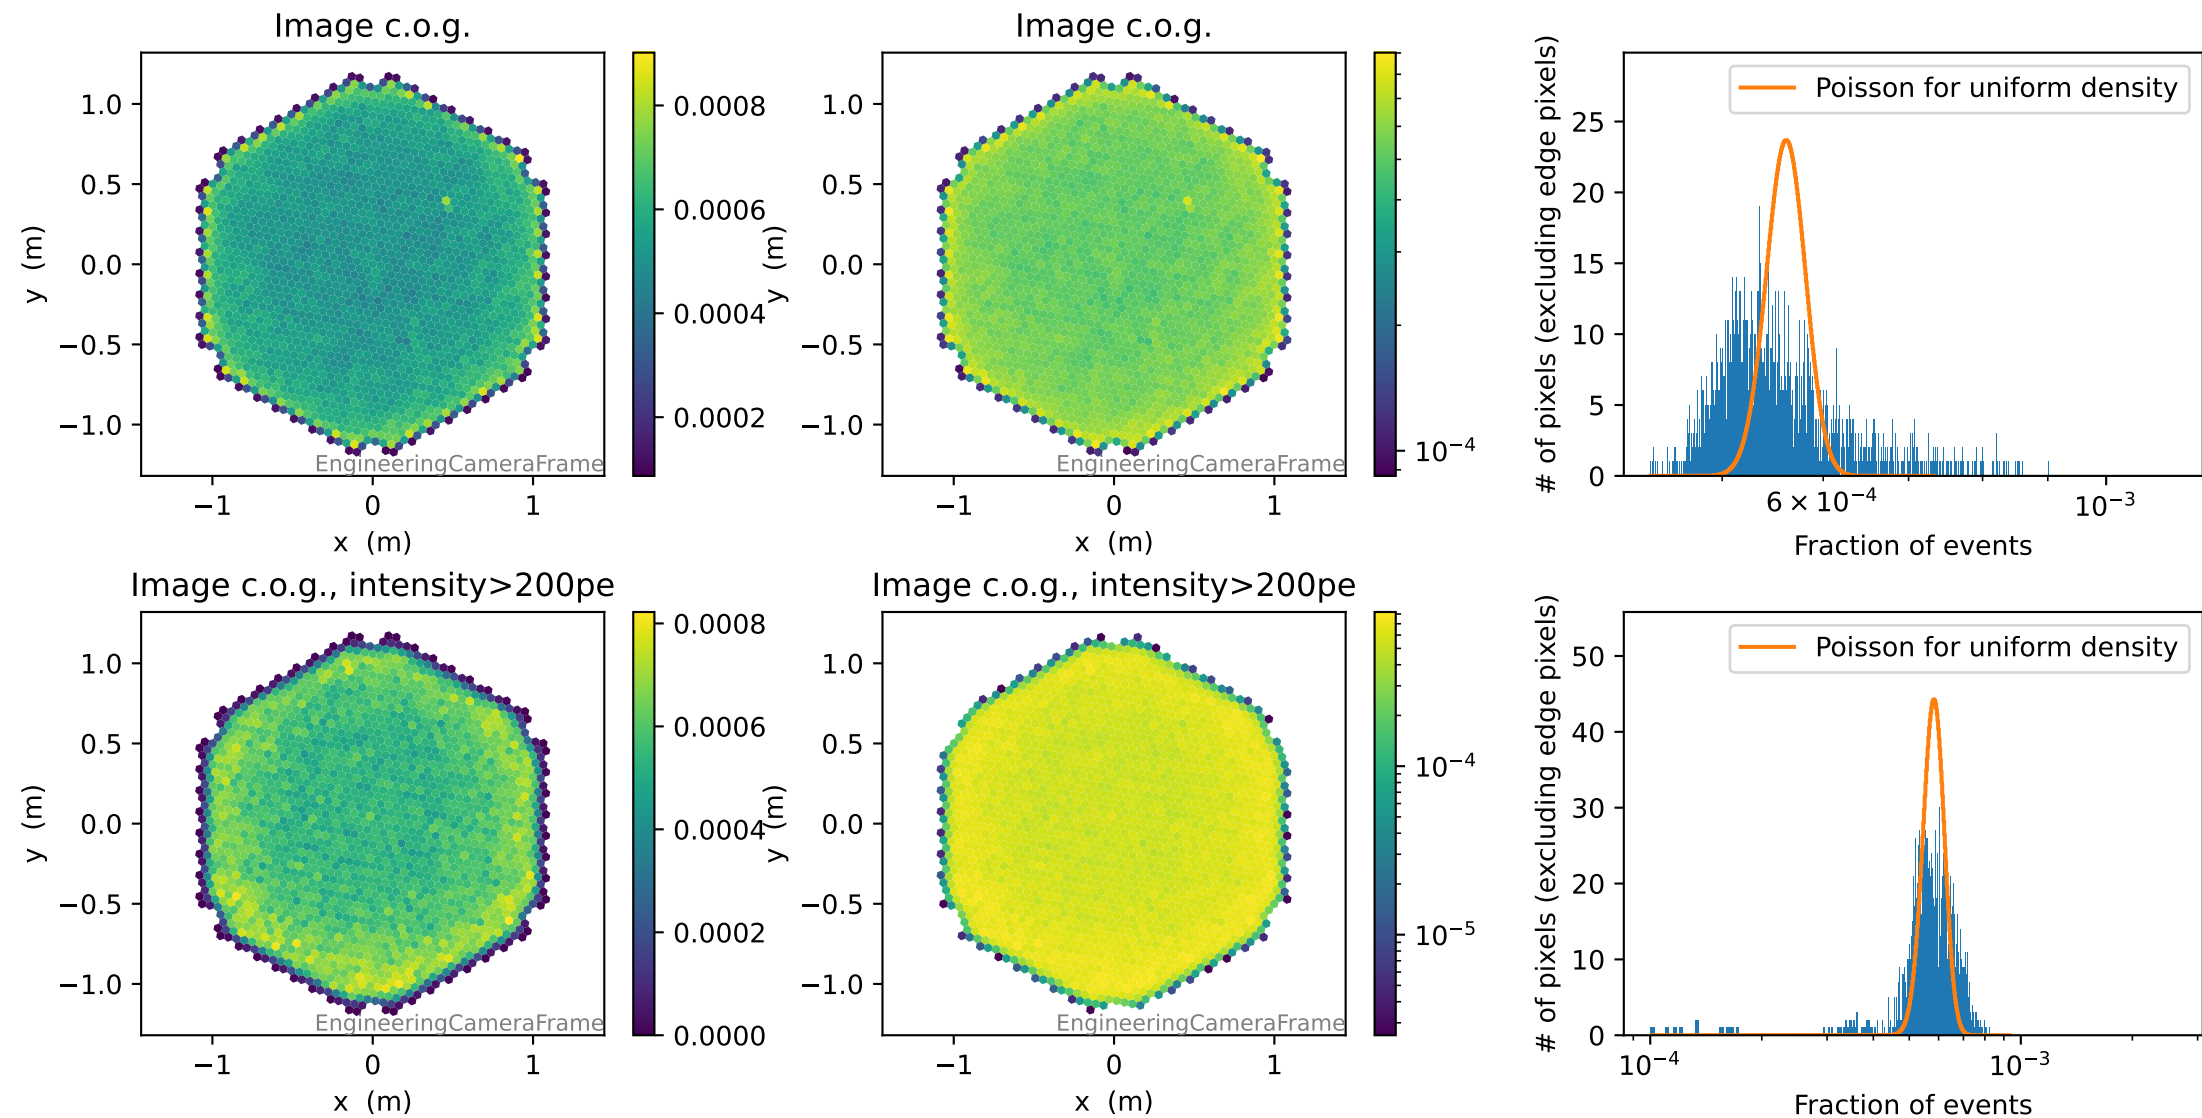 Image c.o.g.
1.0
0.5
0.0
−0.5
−1.0
y (m)
−1
0
1
x (m)
EngineeringCameraFrame
0.0008
0.0006
0.0004
0.0002
Image c.o.g.
1.0
0.5
0.0
−0.5
−1.0
y (m)
−1
0
1
x (m)
EngineeringCameraFrame
10⁻⁴
# of pixels (excluding edge pixels)
25
20
15
10
5
0
Poisson for uniform density
6 × 10⁻⁴
10⁻³
Fraction of events
Image c.o.g., intensity>200pe
1.0
0.5
0.0
−0.5
−1.0
y (m)
−1
0
1
x (m)
EngineeringCameraFrame
0.0008
0.0006
0.0004
0.0002
0.0000
Image c.o.g., intensity>200pe
1.0
0.5
0.0
−0.5
−1.0
y (m)
−1
0
1
x (m)
EngineeringCameraFrame
10⁻⁴
10⁻⁵
# of pixels (excluding edge pixels)
50
40
30
20
10
0
Poisson for uniform density
10⁻⁴
10⁻³
Fraction of events